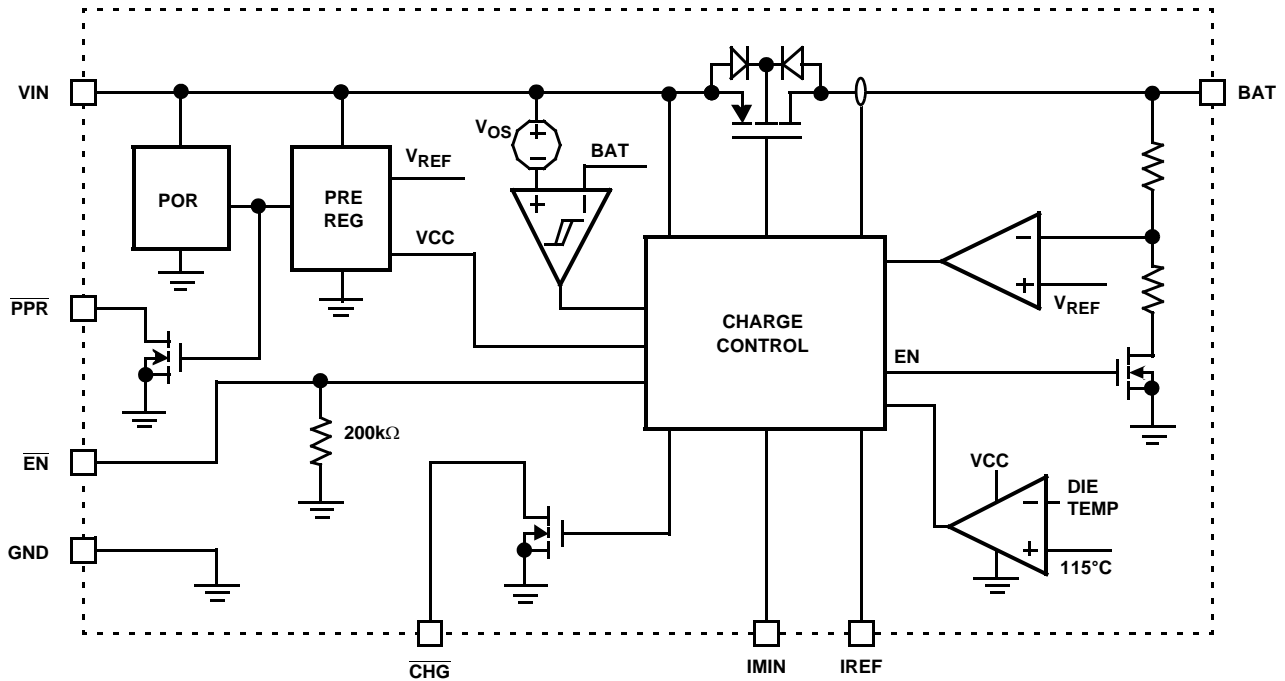 VIN
BAT
VOS
BAT
POR
PRE
REG
VREF
VCC
PPR
CHARGE
CONTROL
VREF
EN
200kΩ
EN
VCC
DIE
TEMP
115°C
GND
CHG
IMIN
IREF